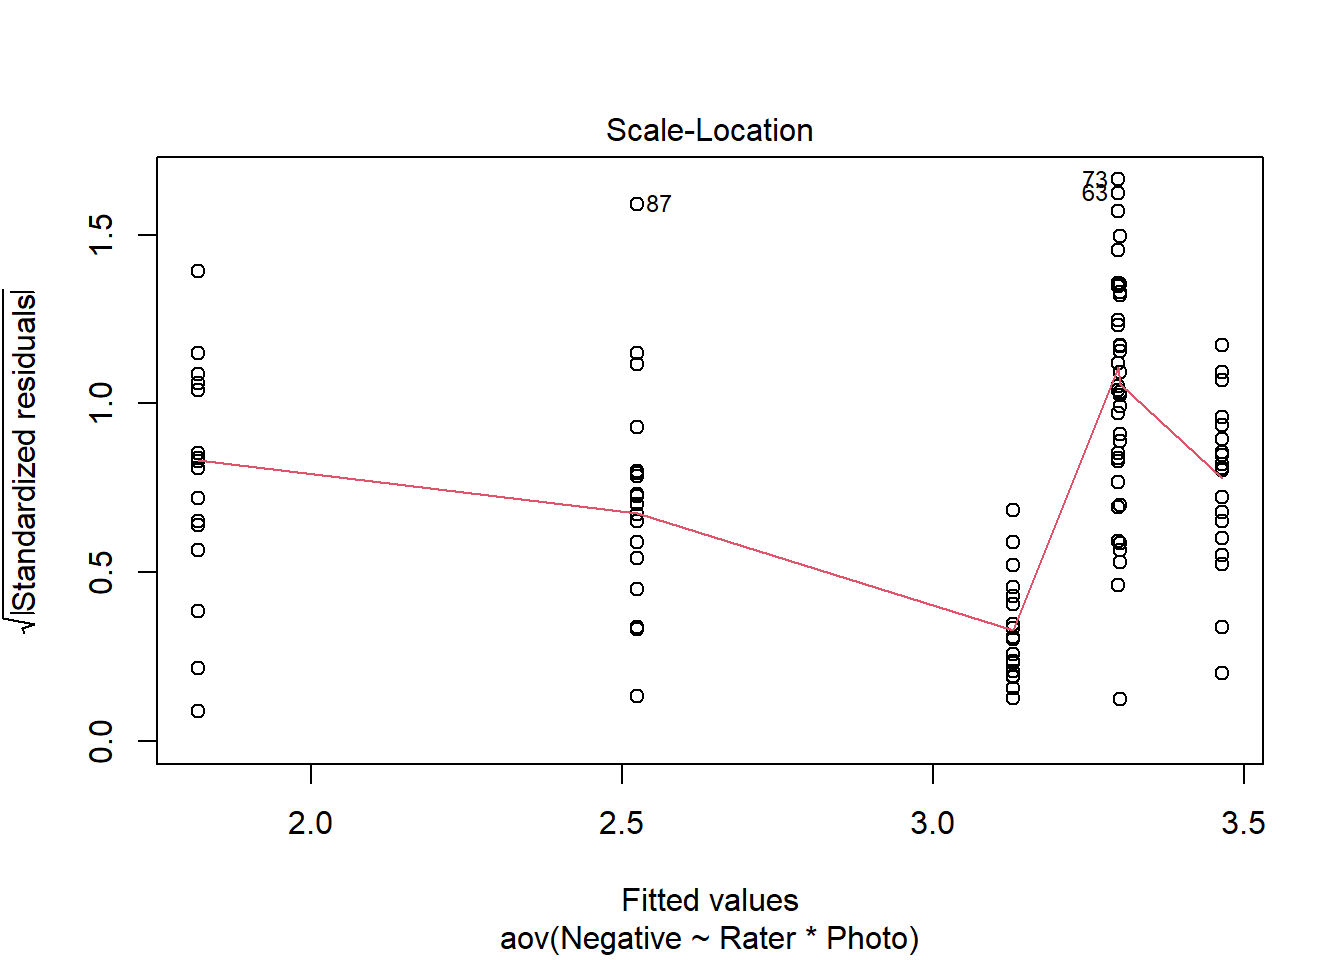 Scale-Location
√|Standardized residuals|
0.0
0.5
1.0
1.5
87
73
63
2.0
2.5
3.0
3.5
Fitted values
aov(Negative ~ Rater * Photo)